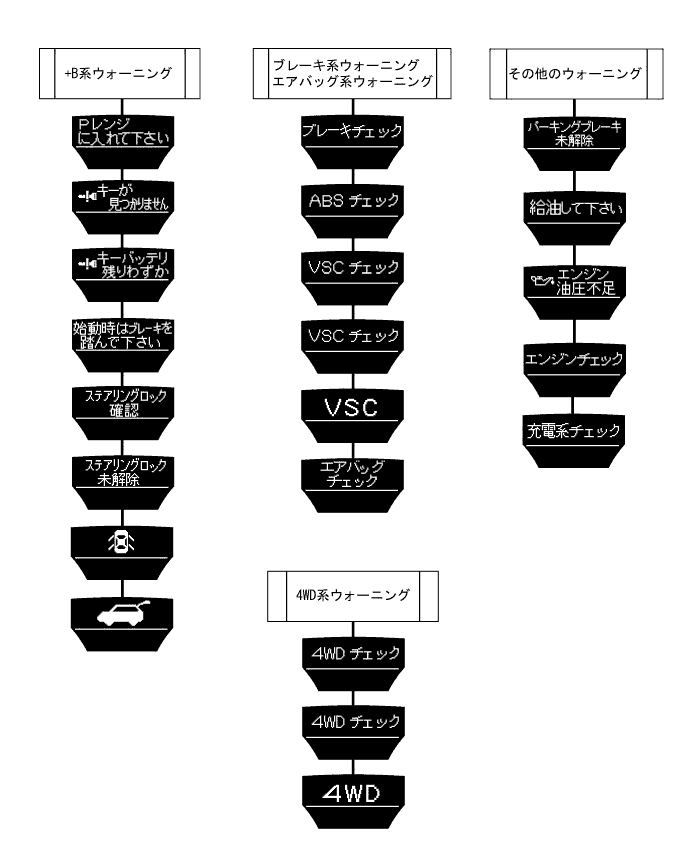 +B系ウォーニング
Pレンジ
に入れて下さい
キーが
見つかりません
キーバッテリ
残りわずか
始動時はブレーキを
踏んで下さい
ステアリングロック
確認
ステアリングロック
未解除
ブレーキ系ウォーニング
エアバッグ系ウォーニング
ブレーキチェック
ABS チェック
VSC チェック
VSC チェック
VSC
エアバッグ
チェック
その他のウォーニング
パーキングブレーキ
未解除
給油して下さい
エンジン
油圧不足
エンジンチェック
充電系チェック
4WD系ウォーニング
4WD チェック
4WD チェック
4WD